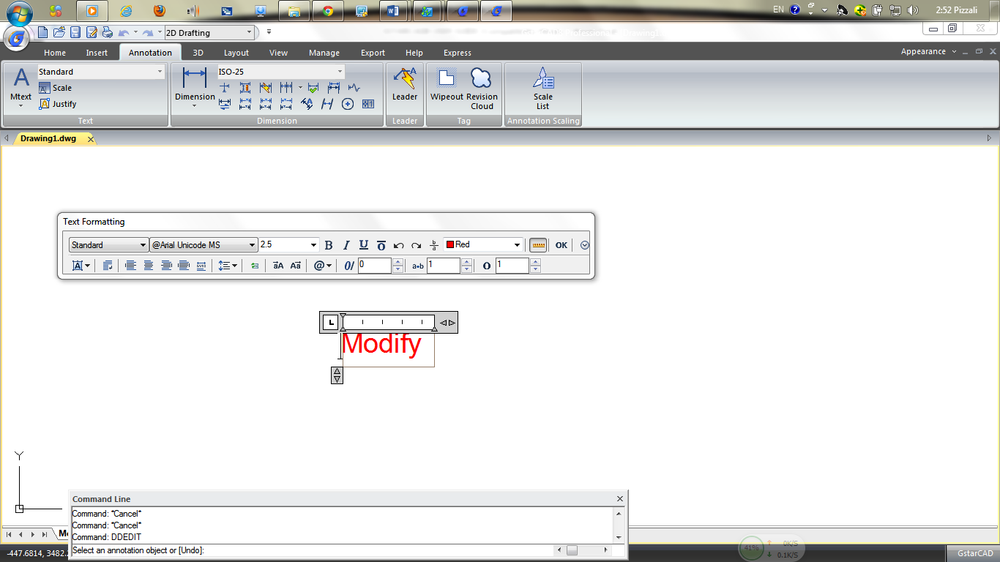 EN
2:52 Pizzali
2D Drafting
Home Insert Annotation 3D Layout View Manage Export Help Express
Appearance
Standard
ISO-25
Mtext
Scale
Justify
Dimension
Leader
Wipeout
Revision Cloud
Scale List
Text Dimension Leader Tag Annotation Scaling
Drawing1.dwg
Text Formatting
Standard @Arial Unicode MS 2.5 B I U O b/a Red OK
A aA Aa @ 0/ 0 a+b 1 O 1
L
Modify
Y
Command Line
Command: *Cancel*
Command: *Cancel*
Command: DDEDIT
Select an annotation object or [Undo]:
-447.6814, 3482.
41% 0K/S
0.1K/S
GstarCAD